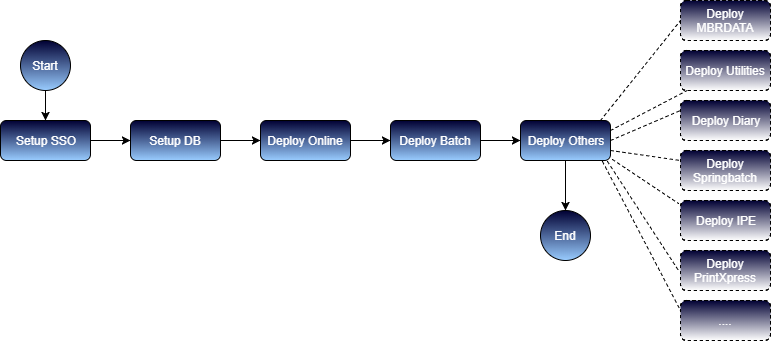 Start
Setup SSO
Setup DB
Deploy Online
Deploy Batch
Deploy Others
End
Deploy
MBRDATA
Deploy Utilities
Deploy Diary
Deploy
Springbatch
Deploy IPE
Deploy
PrintXpress
....